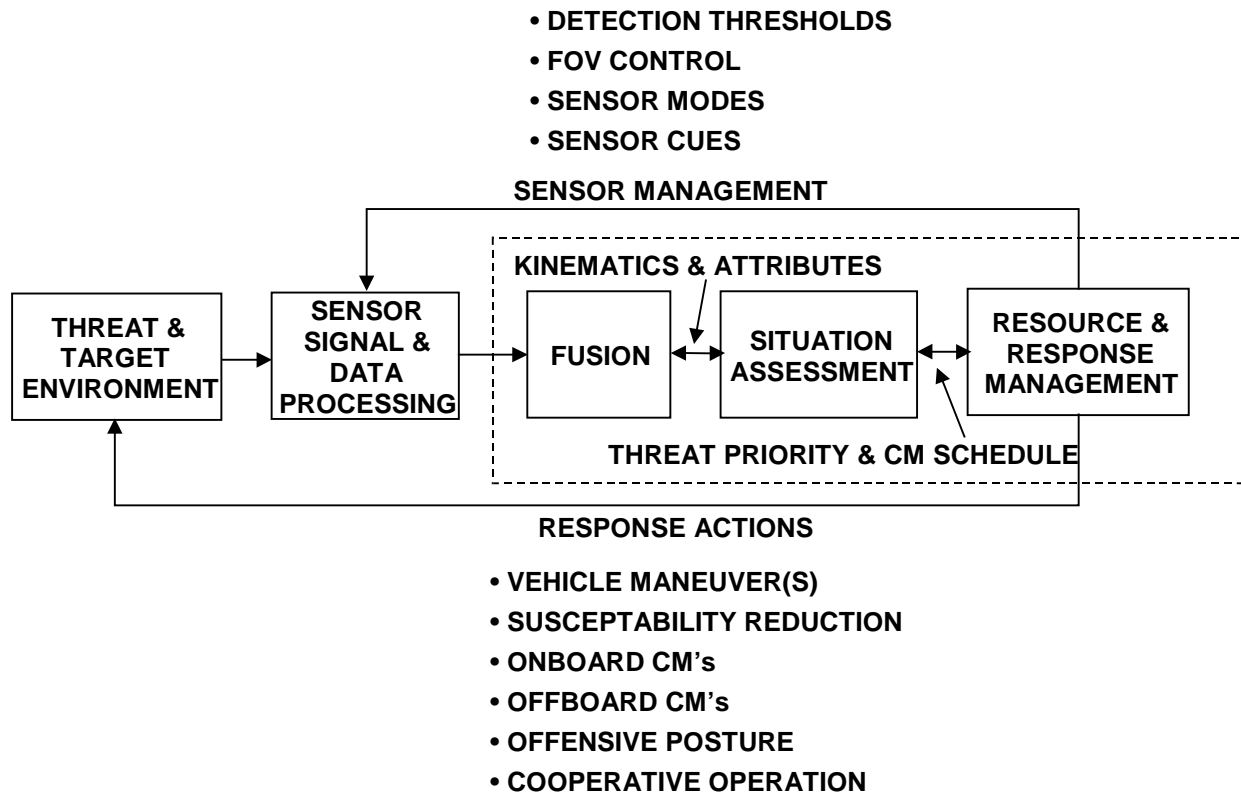 • DETECTION THRESHOLDS
• FOV CONTROL
• SENSOR MODES
• SENSOR CUES
SENSOR MANAGEMENT
KINEMATICS & ATTRIBUTES
THREAT &
TARGET
ENVIRONMENT
SENSOR
SIGNAL &
DATA
PROCESSING
FUSION
SITUATION
ASSESSMENT
RESOURCE &
RESPONSE
MANAGEMENT
THREAT PRIORITY & CM SCHEDULE
RESPONSE ACTIONS
• VEHICLE MANEUVER(S)
• SUSCEPTABILITY REDUCTION
• ONBOARD CM’s
• OFFBOARD CM’s
• OFFENSIVE POSTURE
• COOPERATIVE OPERATION